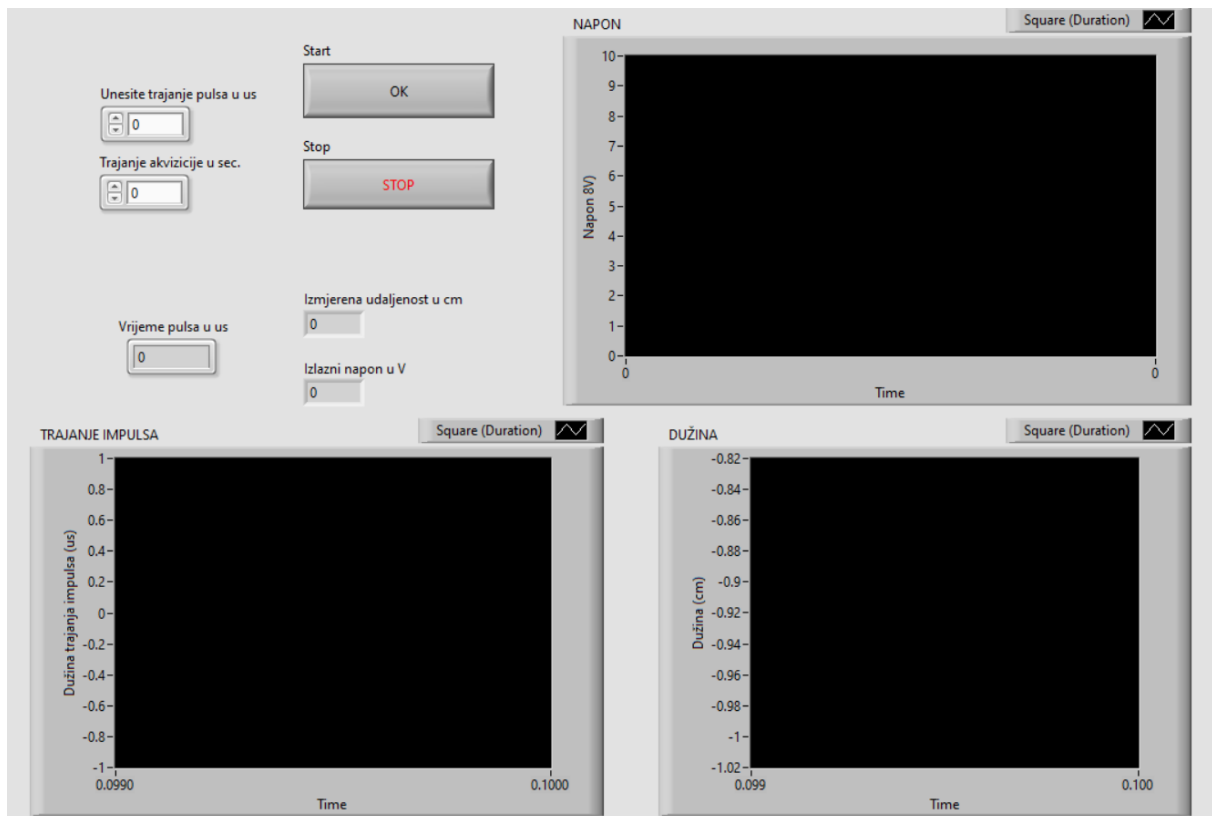 Unesite trajanje pulsa u us
0
Trajanje akvizicije u sec.
0
Start
OK
Stop
STOP
Vrijeme pulsa u us
0
Izmjerena udaljenost u cm
0
Izlazni napon u V
0
NAPON
Square (Duration)
Napon 8V)
10
9
8
7
6
5
4
3
2
1
0
0
0
Time
TRAJANJE IMPULSA
Square (Duration)
Dužina trajanja impulsa (us)
1
0.8
0.6
0.4
0.2
0
-0.2
-0.4
-0.6
-0.8
-1
0.0990
0.1000
Time
DUŽINA
Square (Duration)
Dužina (cm)
-0.82
-0.84
-0.86
-0.88
-0.9
-0.92
-0.94
-0.96
-0.98
-1
-1.02
0.099
0.100
Time